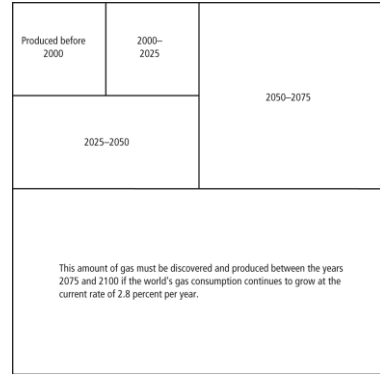 Produced before
2000
2000–
2025
2050–2075
2025–2050
This amount of gas must be discovered and produced between the years
2075 and 2100 if the world's gas consumption continues to grow at the
current rate of 2.8 percent per year.